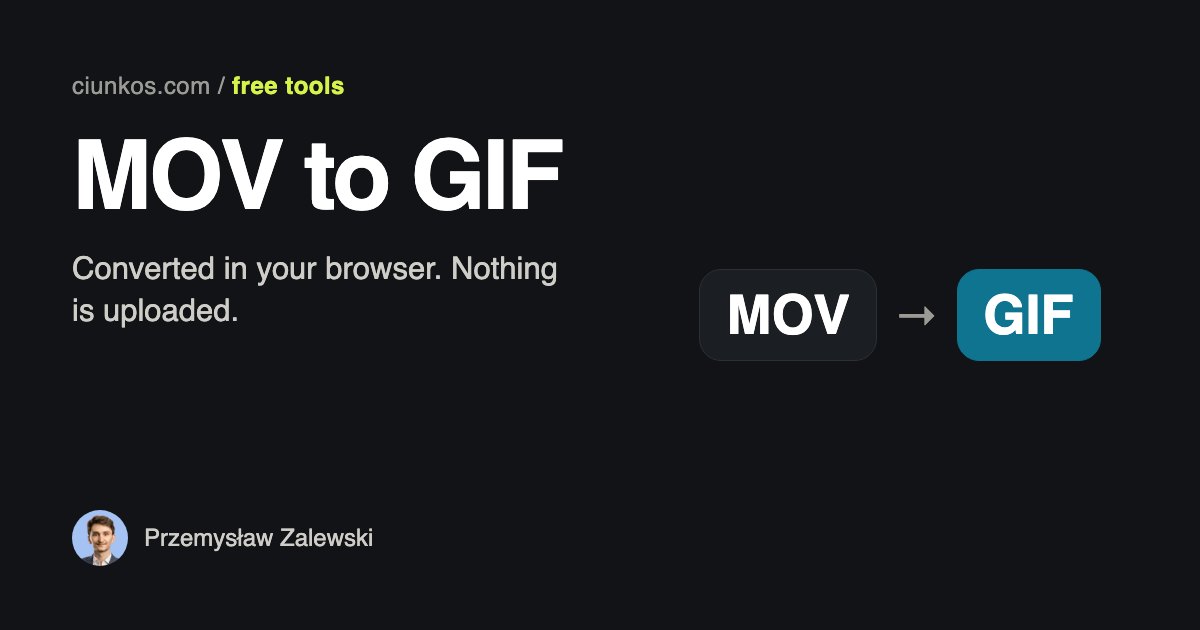 ciunkos.com / free tools
MOV to GIF
Converted in your browser. Nothing
is uploaded.
MOV → GIF
Przemysław Zalewski